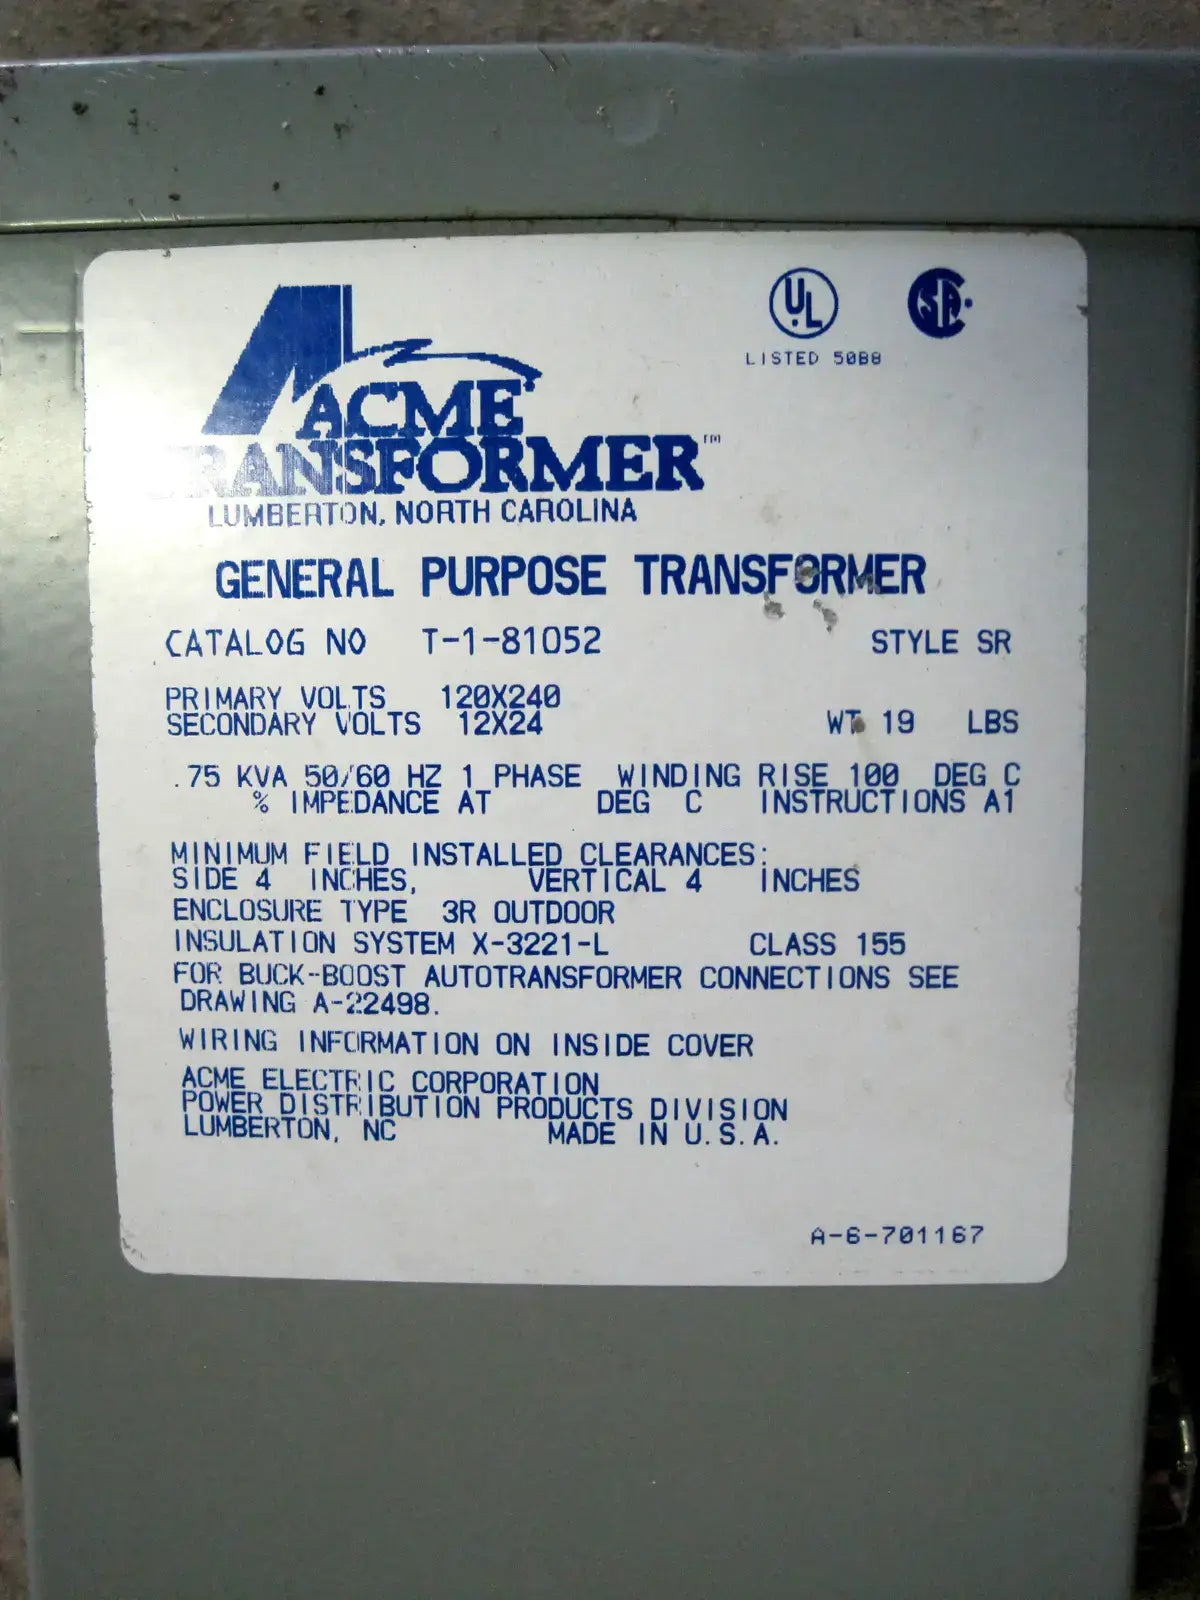 UL
LISTED 50B8
ACME
TRANSFORMER™
LUMBERTON, NORTH CAROLINA
GENERAL PURPOSE TRANSFORMER
CATALOG NO T-1-81052 STYLE SR
PRIMARY VOLTS 120X240
SECONDARY VOLTS 12X24 WT 19 LBS
.75 KVA 50/60 HZ 1 PHASE WINDING RISE 100 DEG C
% IMPEDANCE AT DEG C INSTRUCTIONS A1
MINIMUM FIELD INSTALLED CLEARANCES:
SIDE 4 INCHES, VERTICAL 4 INCHES
ENCLOSURE TYPE 3R OUTDOOR
INSULATION SYSTEM X-3221-L CLASS 155
FOR BUCK-BOOST AUTOTRANSFORMER CONNECTIONS SEE
DRAWING A-22498.
WIRING INFORMATION ON INSIDE COVER
ACME ELECTRIC CORPORATION
POWER DISTRIBUTION PRODUCTS DIVISION
LUMBERTON, NC MADE IN U.S.A.
A-6-701167